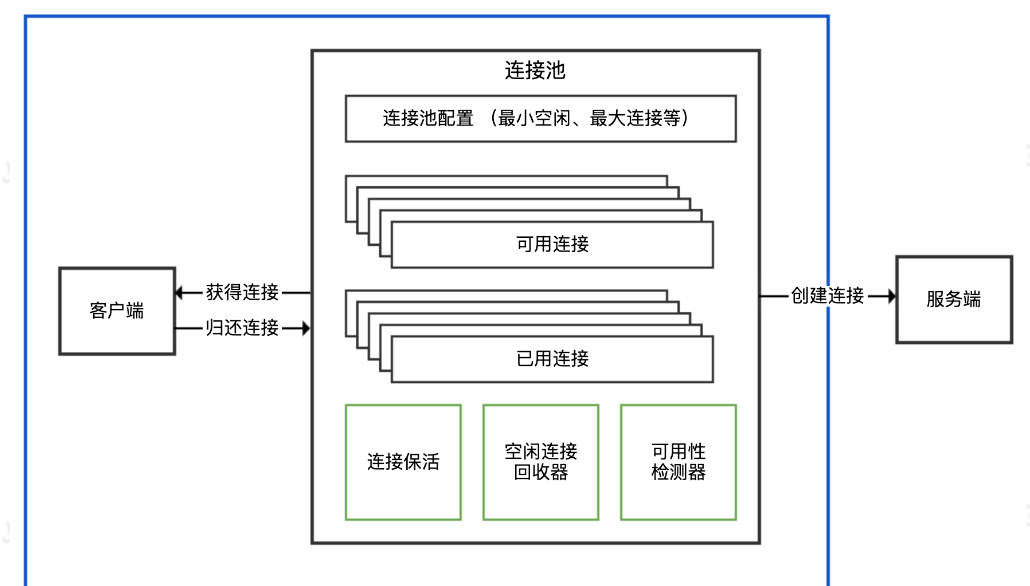 连接池
连接池配置 （最小空闲、最大连接等）
可用连接
客户端
获得连接
归还连接
创建连接
服务端
已用连接
连接保活
空闲连接
回收器
可用性
检测器